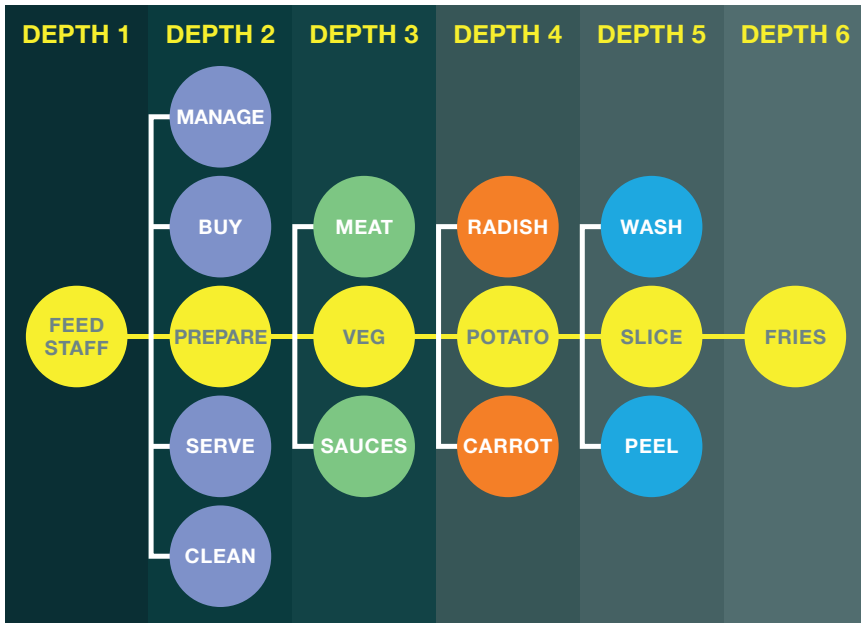 DEPTH 1
DEPTH 2
DEPTH 3
DEPTH 4
DEPTH 5
DEPTH 6
MANAGE
BUY
MEAT
RADISH
WASH
FEED
STAFF
PREPARE
VEG
POTATO
SLICE
FRIES
SERVE
SAUCES
CARROT
PEEL
CLEAN